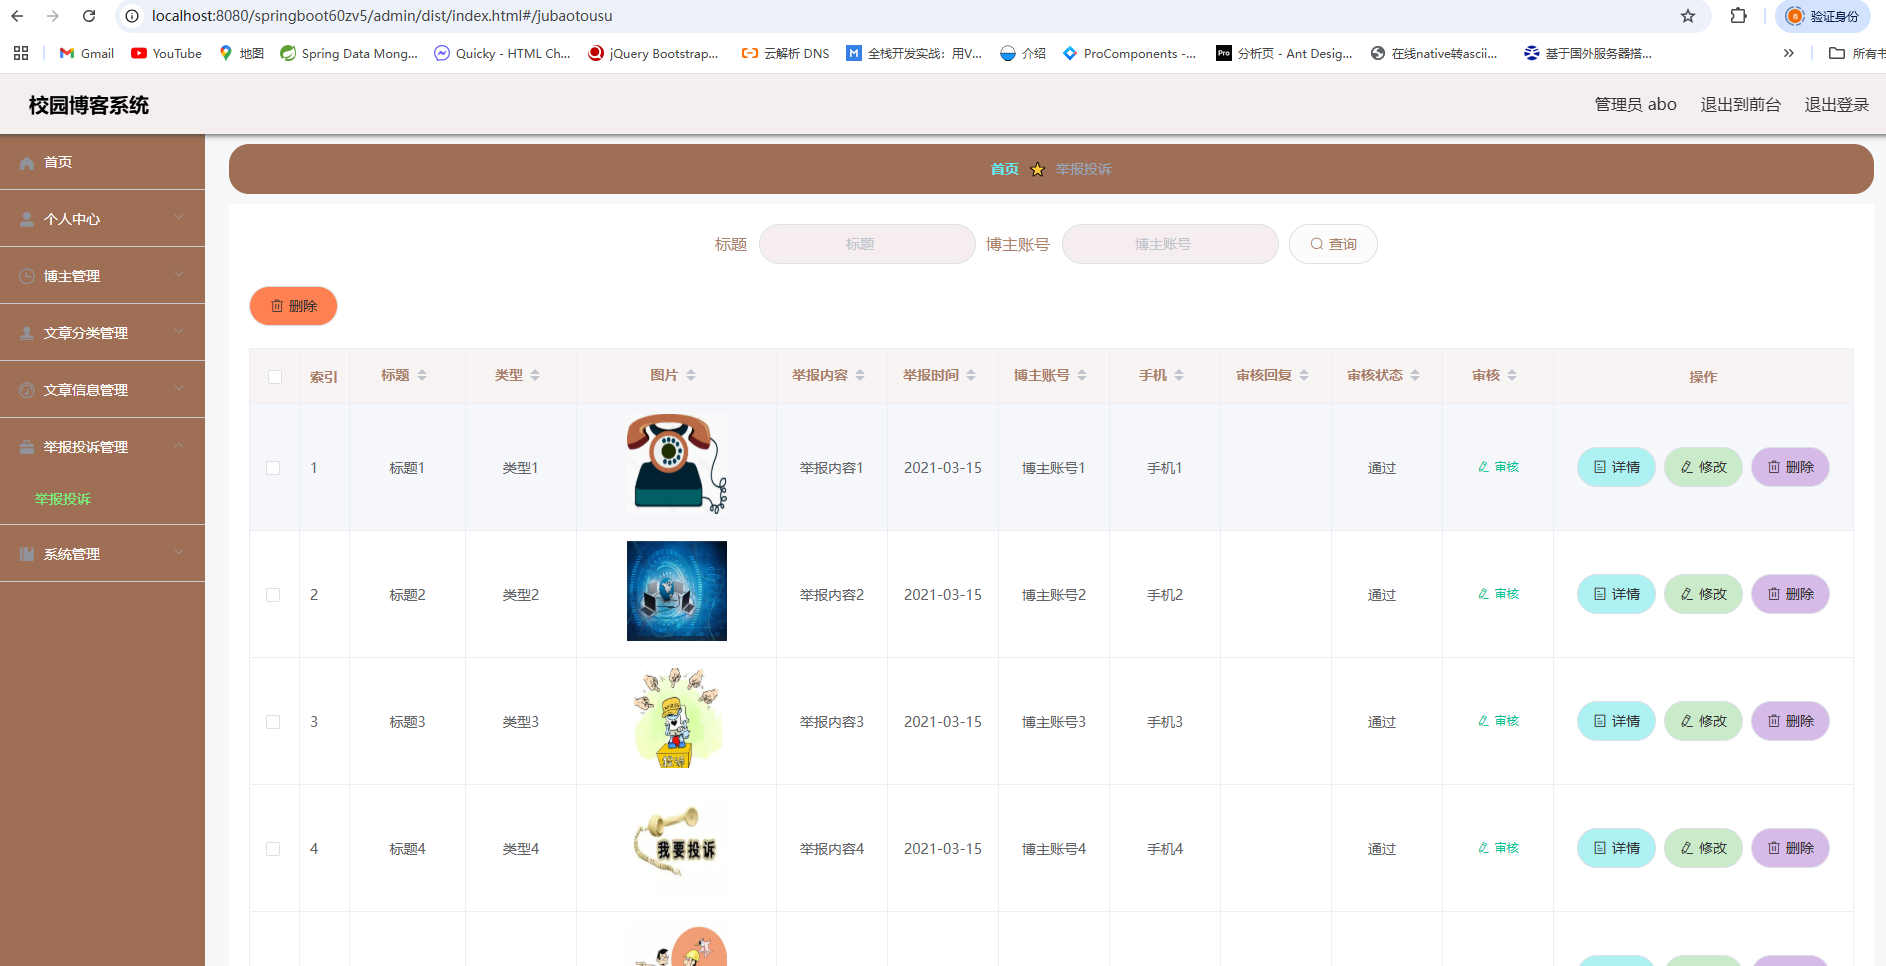 localhost:8080/springboot60zv5/admin/dist/index.html#/jubaotousu
验证身份
Gmail
YouTube
地图
Spring Data Mong...
Quicky - HTML Ch...
jQuery Bootstrap...
云解析 DNS
全栈开发实战：用V...
介绍
ProComponents -...
Pro
分析页 - Ant Desig...
在线native转ascii...
基于国外服务器搭...
所有书
校园博客系统
管理员 abo
退出到前台
退出登录
首页
个人中心
博主管理
文章分类管理
文章信息管理
举报投诉管理
举报投诉
系统管理
首页 举报投诉
标题 标题 博主账号 博主账号 查询
删除
索引 标题 类型 图片 举报内容 举报时间 博主账号 手机 审核回复 审核状态 审核 操作
1 标题1 类型1 举报内容1 2021-03-15 博主账号1 手机1 通过 审核 详情 修改 删除
2 标题2 类型2 举报内容2 2021-03-15 博主账号2 手机2 通过 审核 详情 修改 删除
3 标题3 类型3 投诉 举报内容3 2021-03-15 博主账号3 手机3 通过 审核 详情 修改 删除
4 标题4 类型4 我要投诉 举报内容4 2021-03-15 博主账号4 手机4 通过 审核 详情 修改 删除